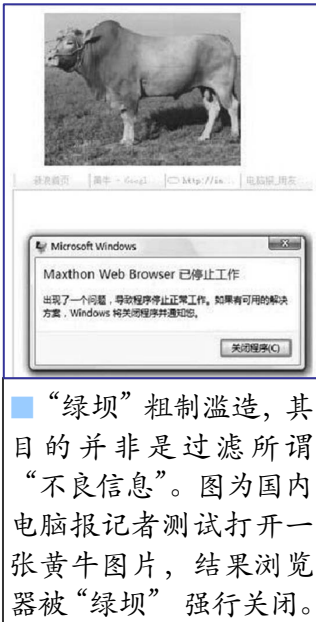 黄牛 - Googl
http://in...
电脑报_用友
Microsoft Windows
Maxthon Web Browser 已停止工作
出现了一个问题，导致程序停止正常工作。如果有可用的解决
方案，Windows 将关闭程序并通知您。
关闭程序(C)
“绿坝”粗制滥造，其
目的并非是过滤所谓
“不良信息”。图为国内
电脑报记者测试打开一
张黄牛图片，结果浏览
器被“绿坝” 强行关闭。